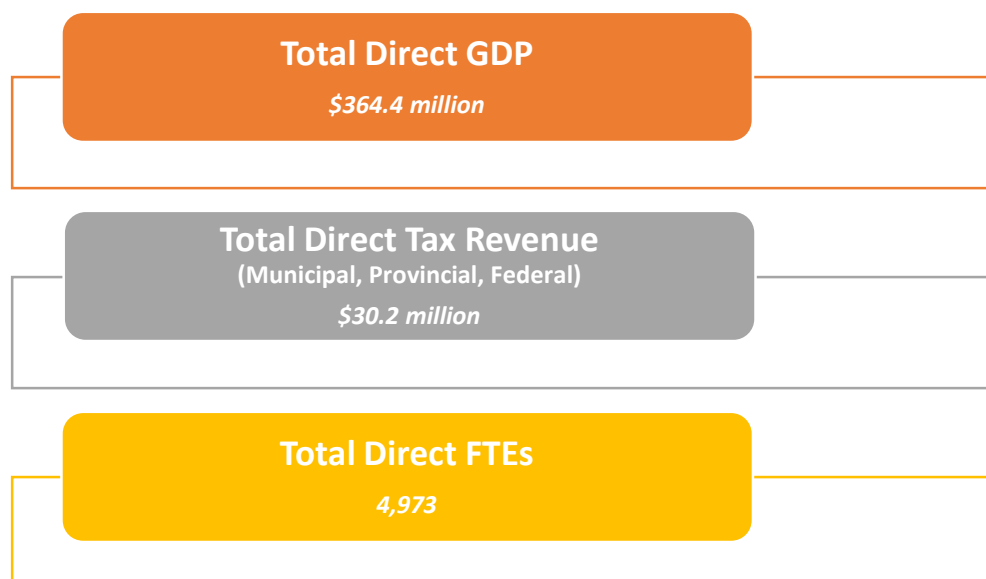 Total Direct GDP
$364.4 million
Total Direct Tax Revenue
(Municipal, Provincial, Federal)
$30.2 million
Total Direct FTEs
4,973